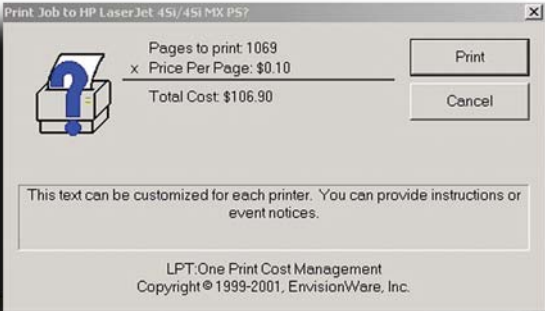 Print Job to HP LaserJet 4Si/4Si MX PS?
Pages to print: 1069
x Price Per Page: $0.10
Total Cost: $106.90
Print
Cancel
This text can be customized for each printer. You can provide instructions or
event notices.
LPT:One Print Cost Management
Copyright © 1999-2001, EnvisionWare, Inc.